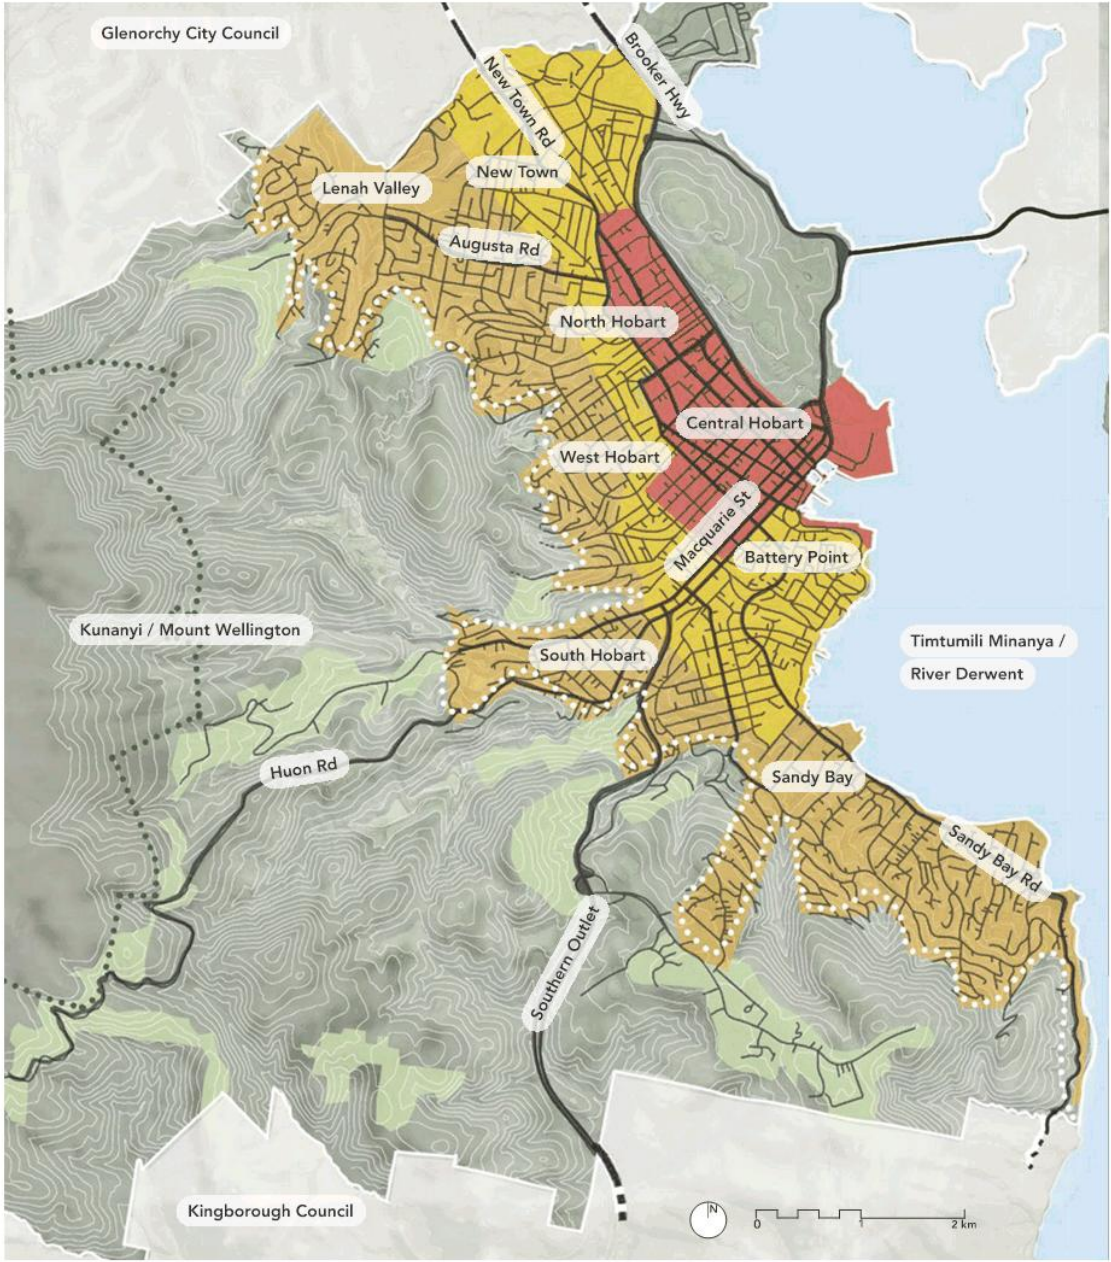 Glenorchy City Council
Brooker Hwy
New Town Rd
New Town
Lenah Valley
Augusta Rd
North Hobart
Central Hobart
West Hobart
Macquarie St
Battery Point
Kunanyi / Mount Wellington
South Hobart
Timtumili Minanya /
River Derwent
Huon Rd
Sandy Bay
Sandy Bay Rd
Southern Outlet
Kingborough Council
N
0 1 2 km